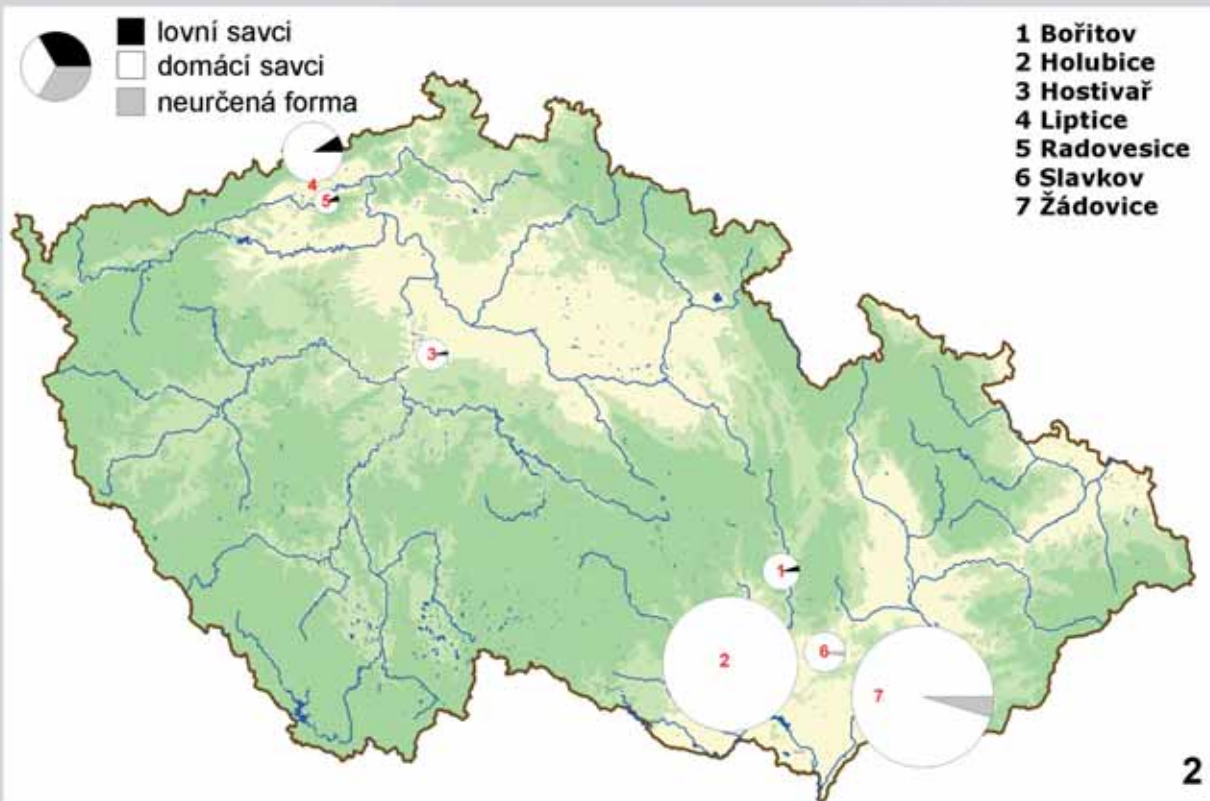 lovní savci
domácí savci
neurčená forma
1 Bořitov
2 Holubice
3 Hostivař
4 Liptice
5 Radovesice
6 Slavkov
7 Žádovice
4
5
3
1
2
6
7
2